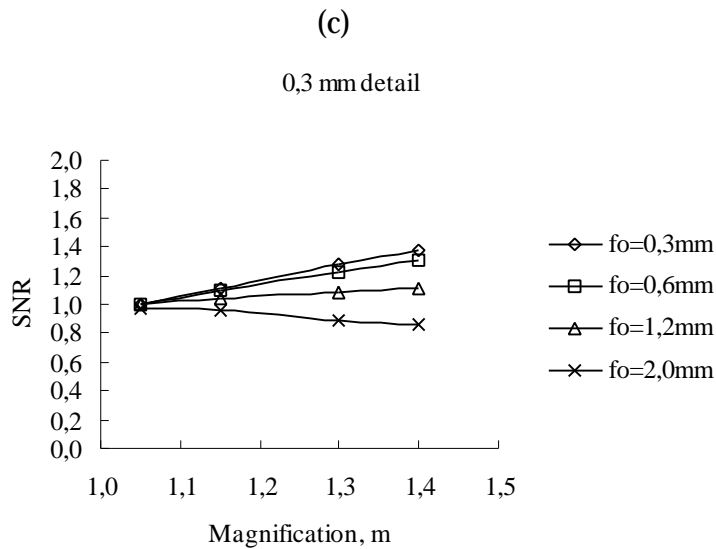 (c)
0,3 mm detail
SNR
2,0
1,8
1,6
1,4
1,2
1,0
0,8
0,6
0,4
0,2
0,0
1,0 1,1 1,2 1,3 1,4 1,5
Magnification, m
fo=0,3mm
fo=0,6mm
fo=1,2mm
fo=2,0mm